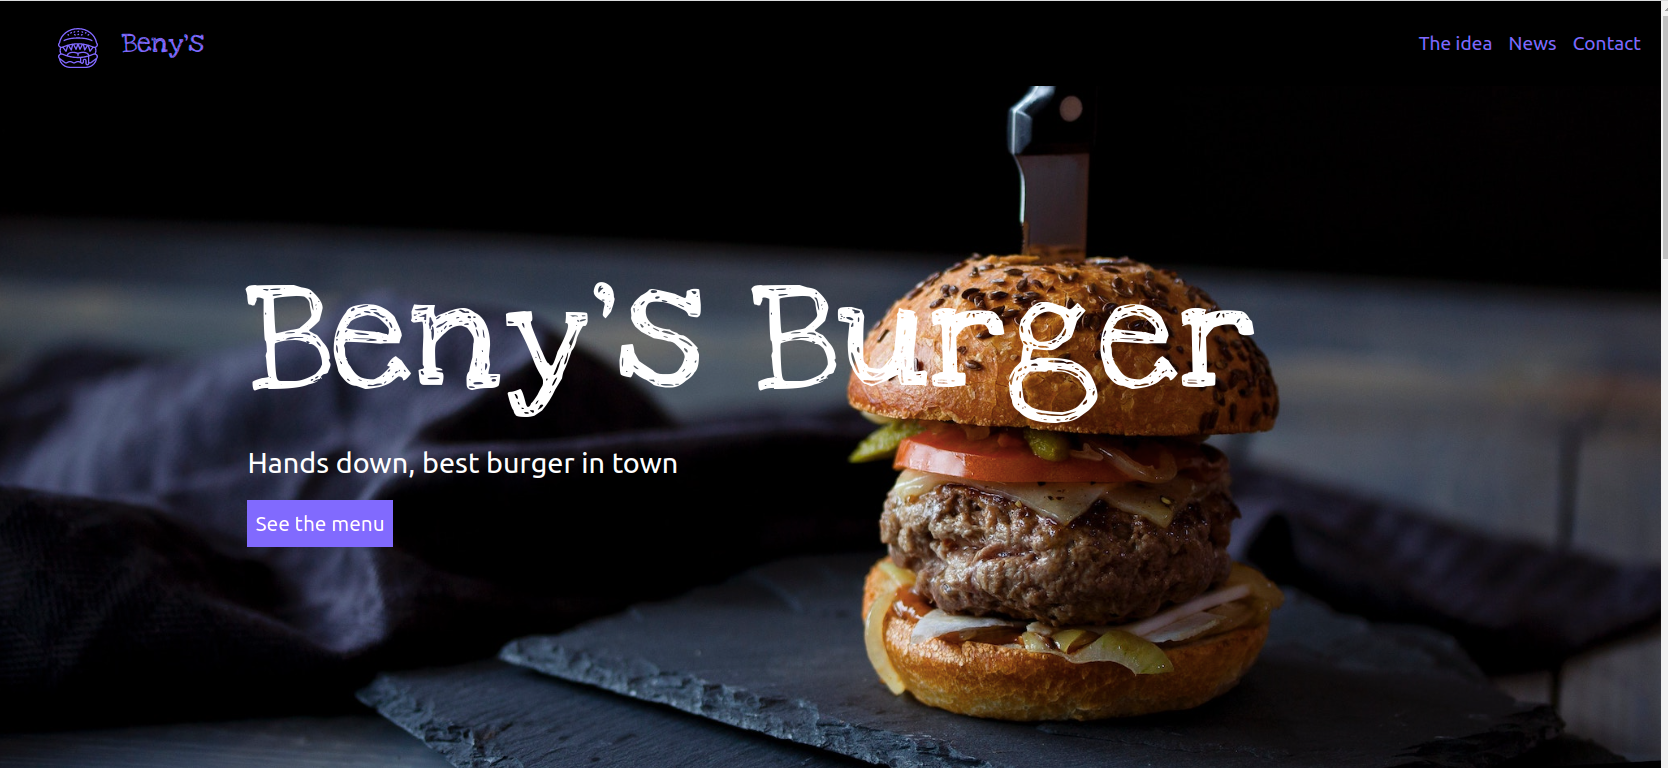 Beny's
The idea News Contact
Beny's Burger
Hands down, best burger in town
See the menu